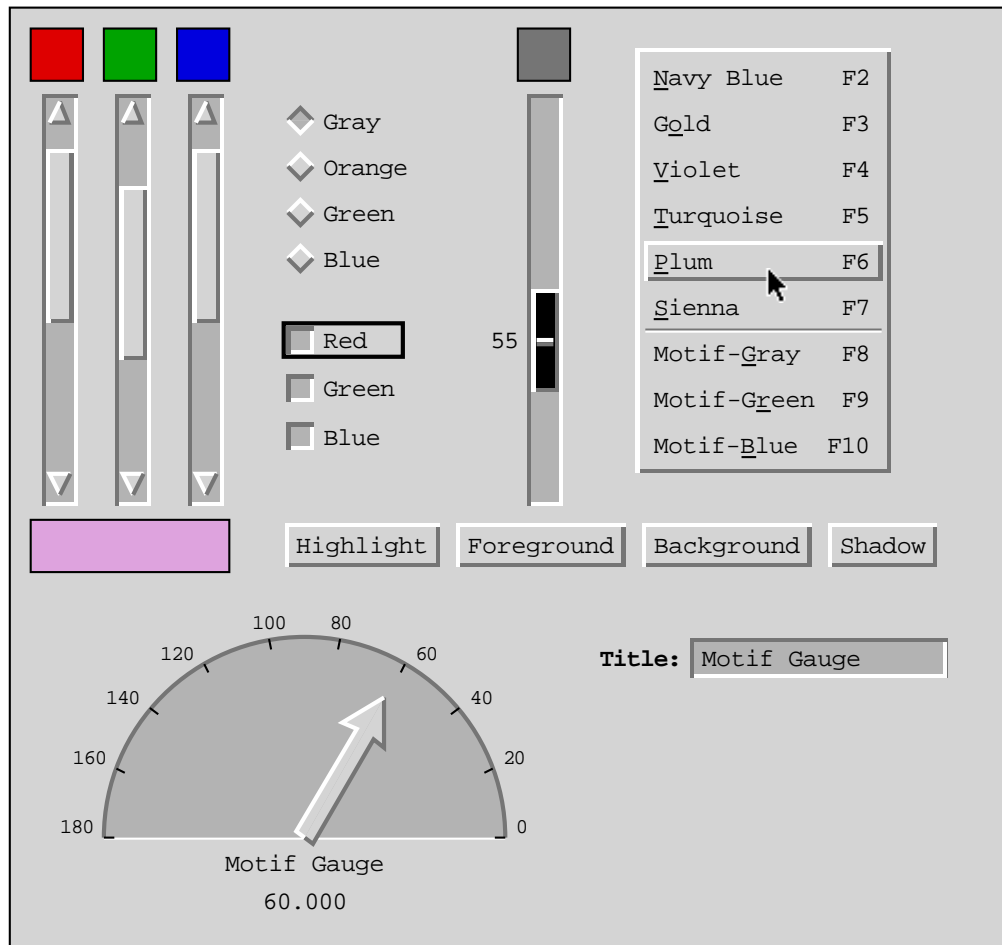 Gray
Orange
Green
Blue
Red
Green
Blue
55
Navy Blue F2
Gold F3
Violet F4
Turquoise F5
Plum F6
Sienna F7
Motif-Gray F8
Motif-Green F9
Motif-Blue F10
Highlight
Foreground
Background
Shadow
Title: Motif Gauge
180
160
140
120
100
80
60
40
20
0
Motif Gauge
60.000